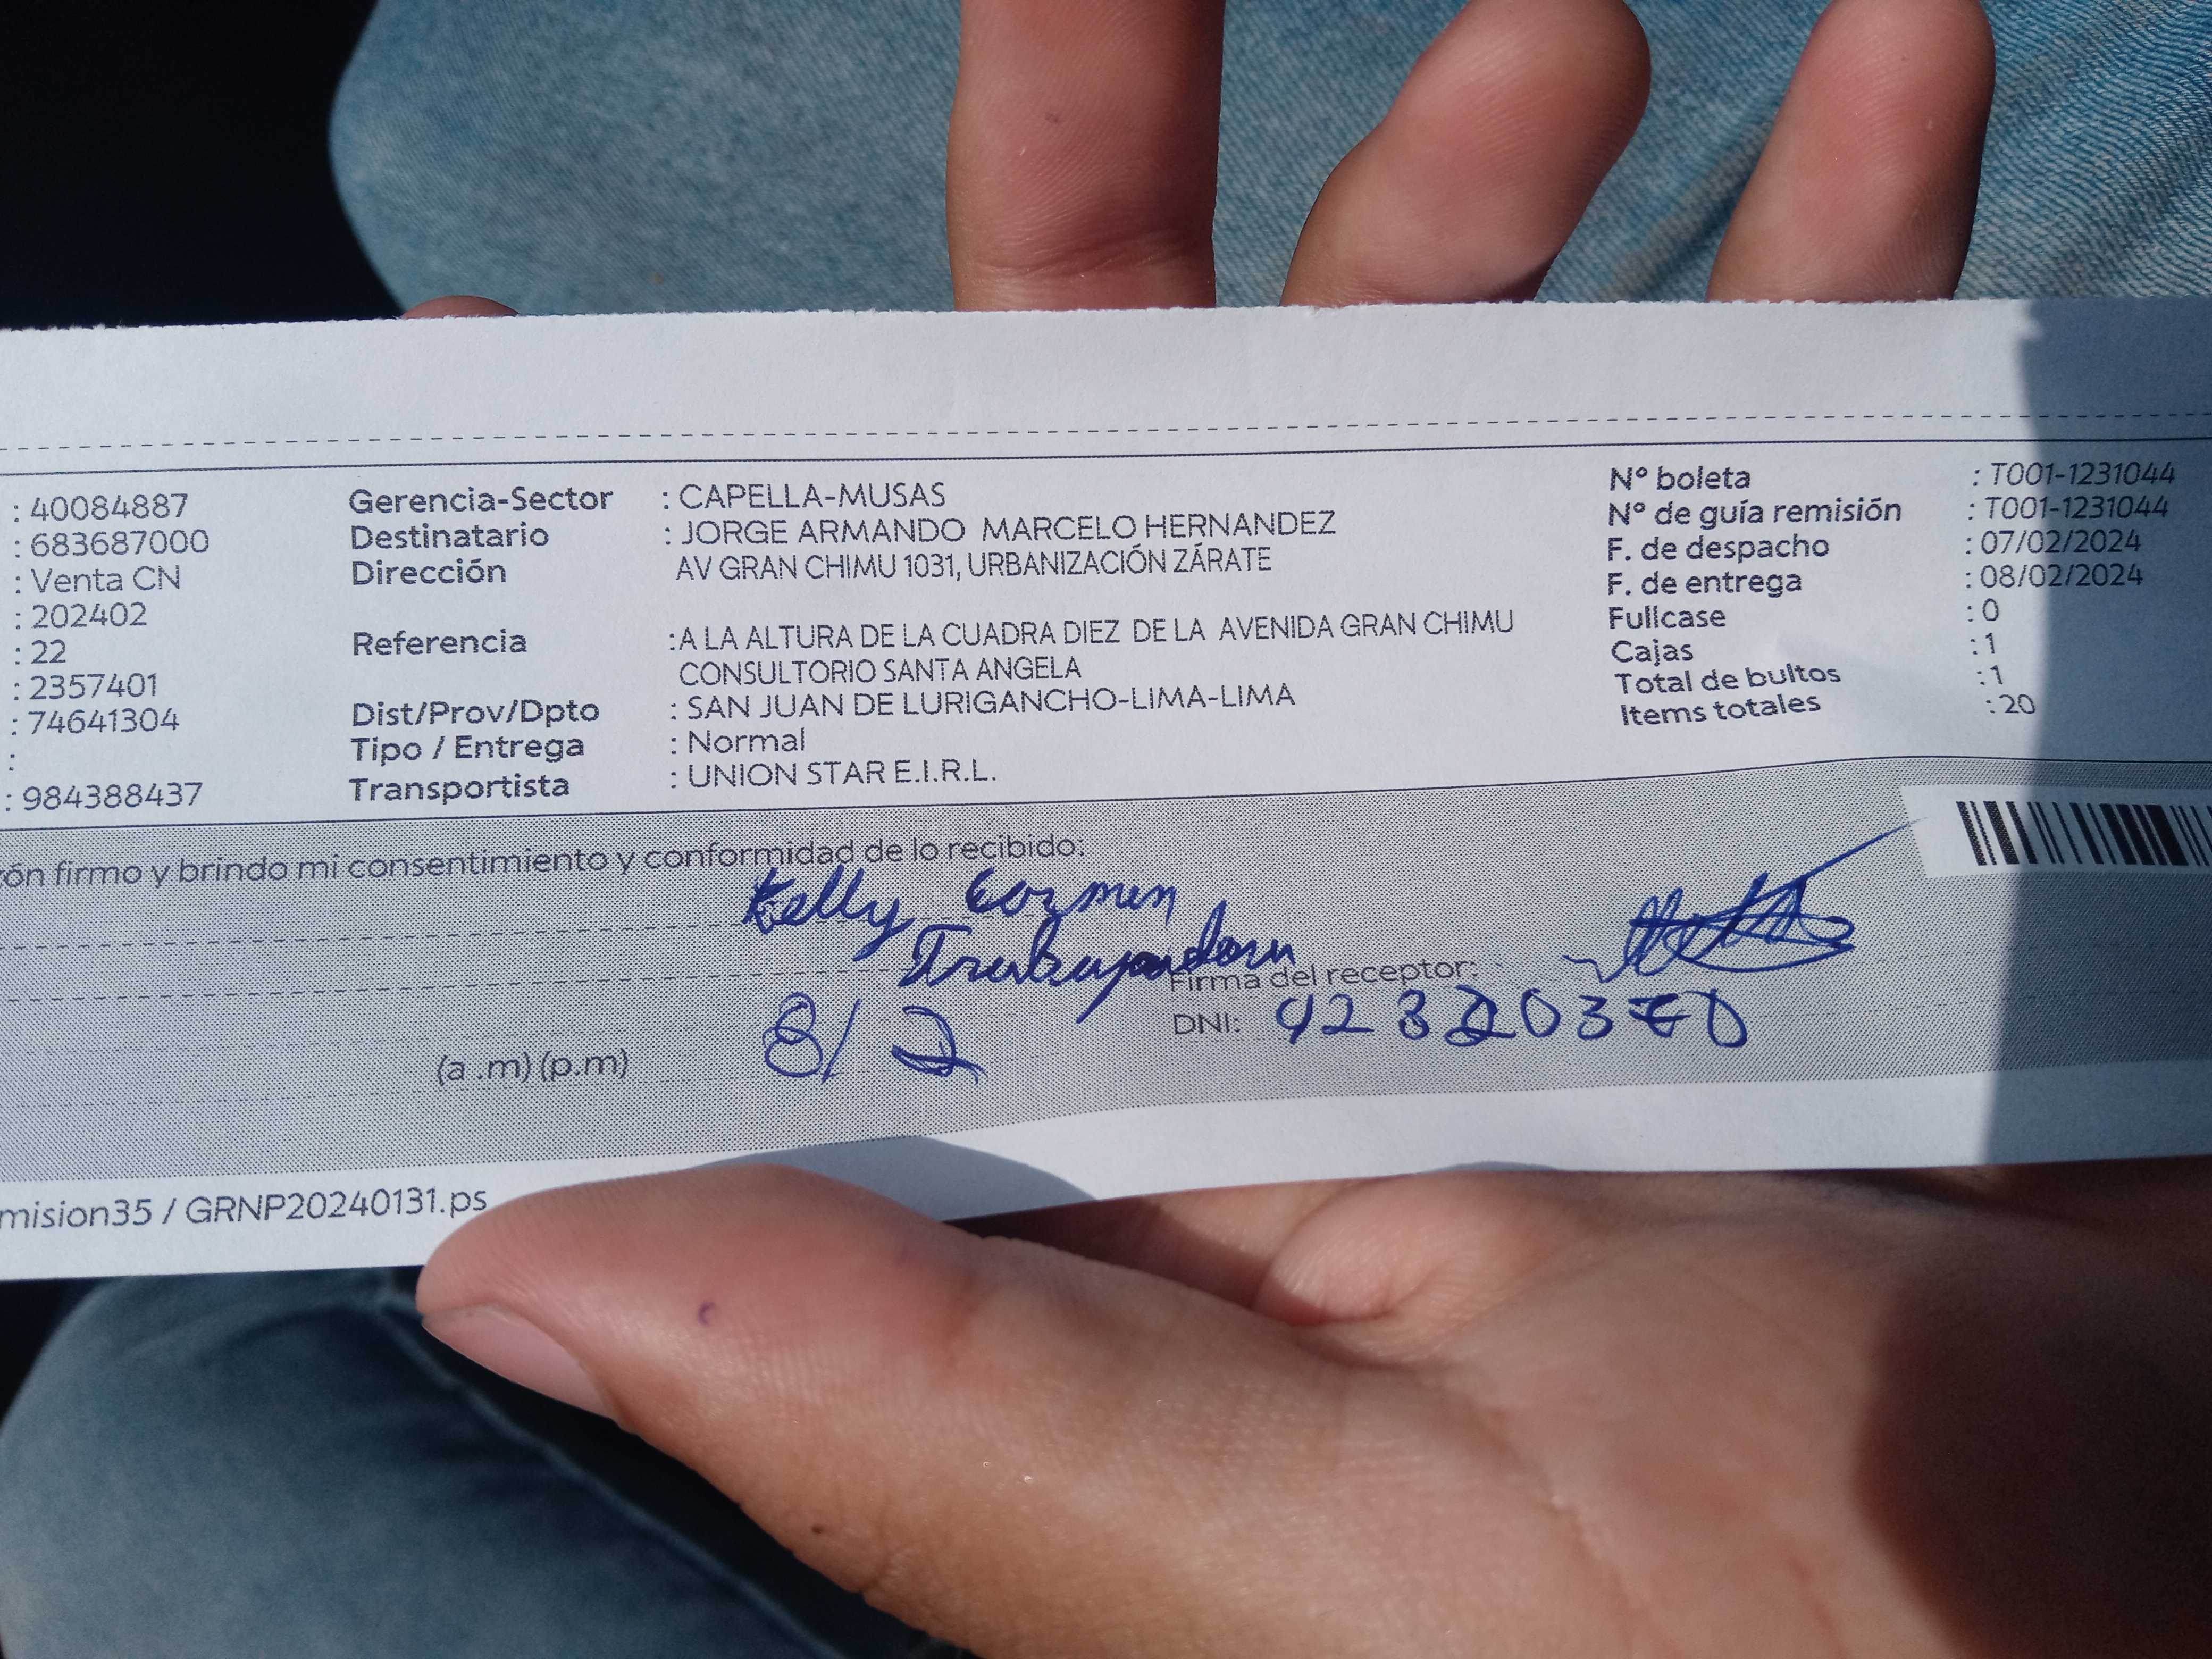 : 40084887 Gerencia-Sector : CAPELLA-MUSAS Nº boleta : T001-1231044
: 683687000 Destinatario : JORGE ARMANDO MARCELO HERNANDEZ Nº de guía remisión : T001-1231044
: Venta CN Dirección AV GRAN CHIMU 1031, URBANIZACIÓN ZÁRATE F. de despacho : 07/02/2024
: 202402 F. de entrega : 08/02/2024
: 22 Referencia : A LA ALTURA DE LA CUADRA DIEZ DE LA AVENIDA GRAN CHIMU Fullcase : 0
: 2357401 CONSULTORIO SANTA ANGELA Cajas : 1
: 74641304 Dist/Prov/Dpto : SAN JUAN DE LURIGANCHO-LIMA-LIMA Total de bultos : 1
: Tipo / Entrega : Normal Items totales : 20
: 984388437 Transportista : UNION STAR E.I.R.L.
ón firmo y brindo mi consentimiento y conformidad de lo recibido:
Kelly
Trabajadora
Firma del receptor:
DNI:
(a .m) (p.m) 8/2
mision35 / GRNP20240131.ps